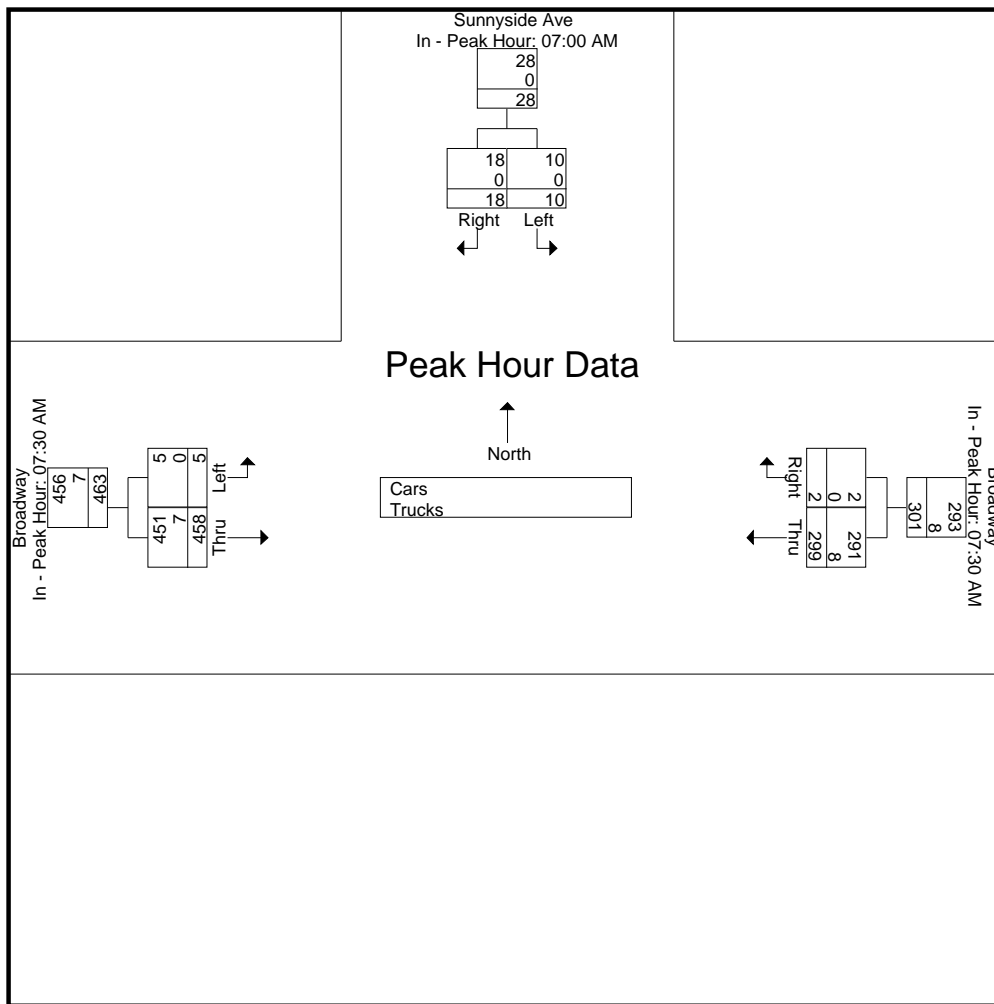 Sunnyside Ave
In - Peak Hour: 07:00 AM
28
0
28
18 10
0 0
18 10
Right Left
Peak Hour Data
North
Cars
Trucks
Broadway
In - Peak Hour: 07:30 AM
456
7
463
5 0 5
Left
451 7 458
Thru
Right
2 0 2
Thru
299 8 291
301
8
293
In - Peak Hour: 07:30 AM
Broadway